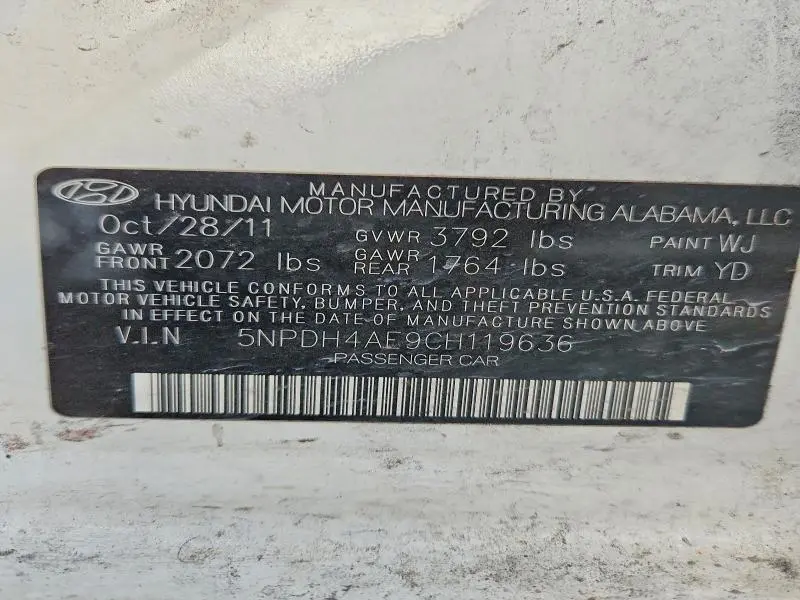 MANUFACTURED BY
HYUNDAI MOTOR MANUFACTURING ALABAMA, LLC
Oct/28/11 GVWR 3792 lbs PAINT WJ
GAWR FRONT 2072 lbs GAWR REAR 1764 lbs TRIM YD
THIS VEHICLE CONFORMS TO ALL APPLICABLE U.S.A. FEDERAL
MOTOR VEHICLE SAFETY, BUMPER, AND THEFT PREVENTION STANDARDS
IN EFFECT ON THE DATE OF MANUFACTURE SHOWN ABOVE.
V.I.N 5NPDH4AE9CH119636
PASSENGER CAR